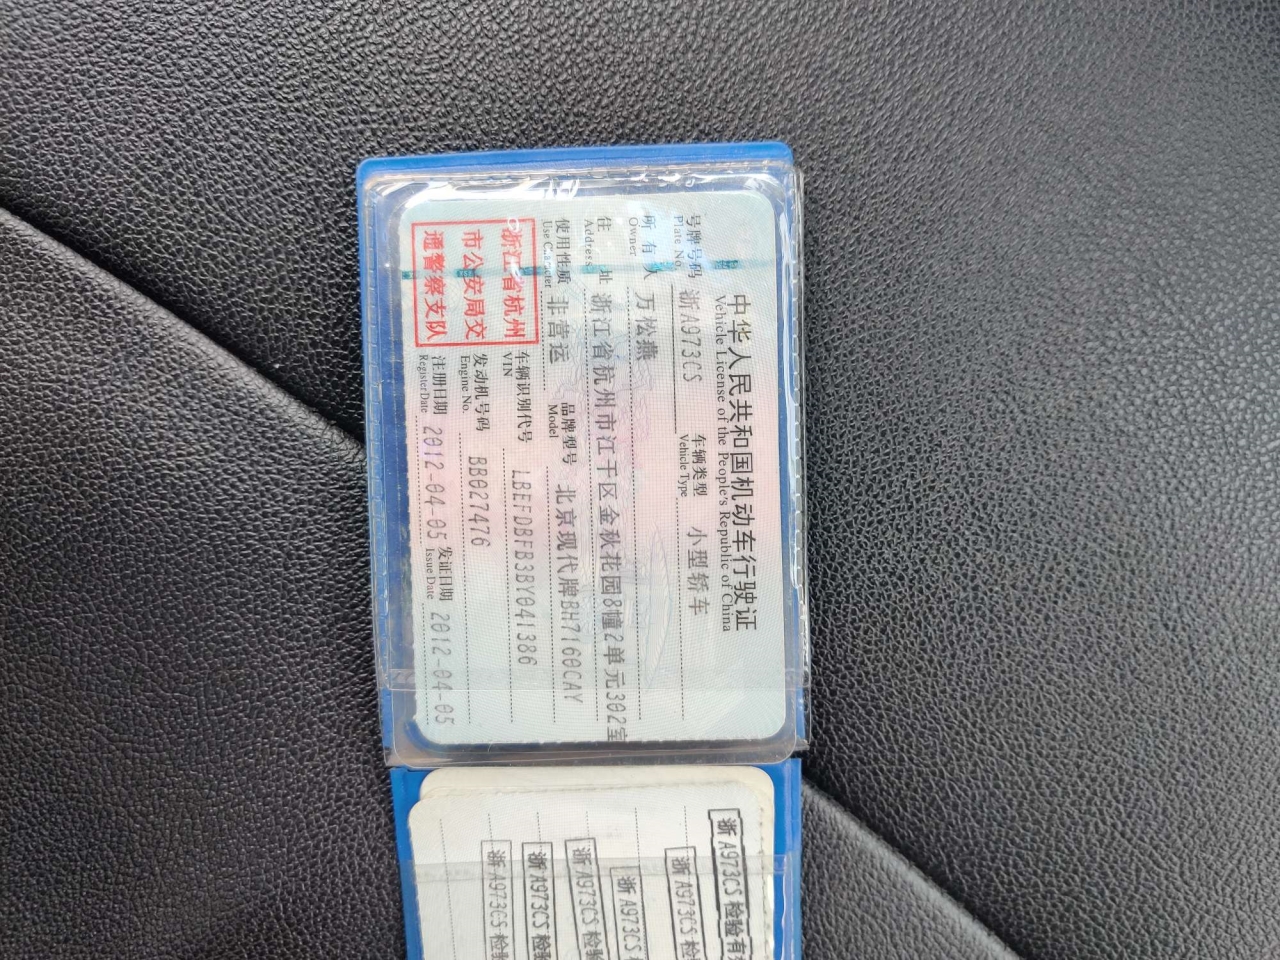 中华人民共和国机动车行驶证
Vehicle License of the People's Republic of China
号牌号码 浙A973CS 车辆类型 小型轿车
Plate No. Vehicle Type
所有人 万松燕
Owner
住址 浙江省杭州市江干区金秋花园8幢2单元302室
Address
使用性质 非营运 品牌型号 北京现代牌BH7160CAY
Use Character Model
浙江省杭州
市公安局交
通警察支队
车辆识别代号 LBEFDBFB3BY041386
VIN
发动机号码 BB027476
Engine No.
注册日期 2012-04-05 发证日期 2012-04-05
Register Date Issue Date
浙A973CS 检验有
浙A973CS 检
浙A973CS
浙A973CS 检验
浙A973CS 检验
浙A973CS 检验